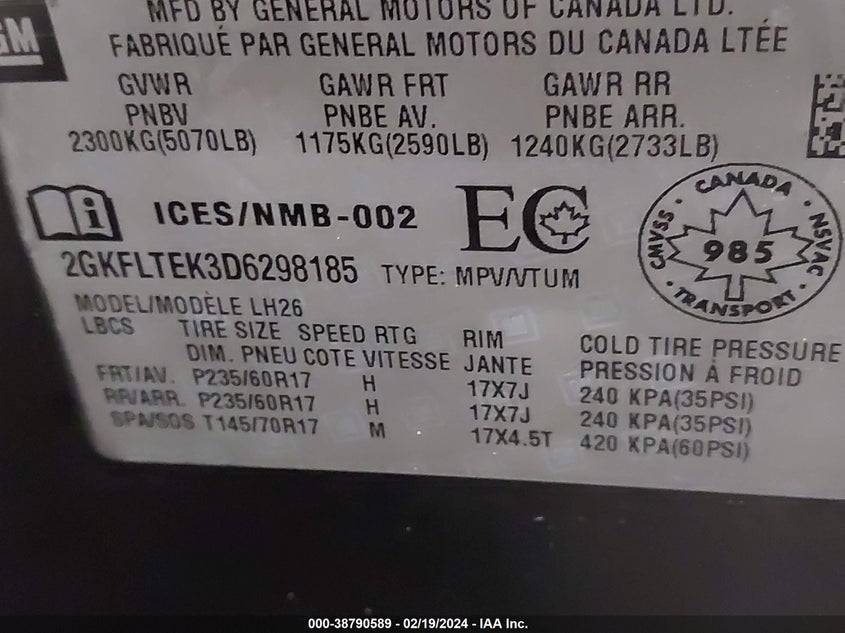 GM
MFD BY GENERAL MOTORS OF CANADA LTD.
FABRIQUÉ PAR GENERAL MOTORS DU CANADA LTÉE
GVWR GAWR FRT GAWR RR
PNBV PNBE AV. PNBE ARR.
2300KG(5070LB) 1175KG(2590LB) 1240KG(2733LB)
i ICES/NMB-002 EC
CANADA
CMVSS 985 NSVAC
TRANSPORT
2GKFLTEK3D6298185 TYPE: MPV/VTUM
MODEL/MODÈLE LH26
LBCS TIRE SIZE SPEED RTG RIM COLD TIRE PRESSURE
DIM. PNEU COTE VITESSE JANTE PRESSION À FROID
FRT/AV. P235/60R17 H 17X7J 240 KPA(35PSI)
RR/ARR. P235/60R17 H 17X7J 240 KPA(35PSI)
SPA/SOS T145/70R17 M 17X4.5T 420 KPA(60PSI)
000-38790589 - 02/19/2024 - IAA Inc.